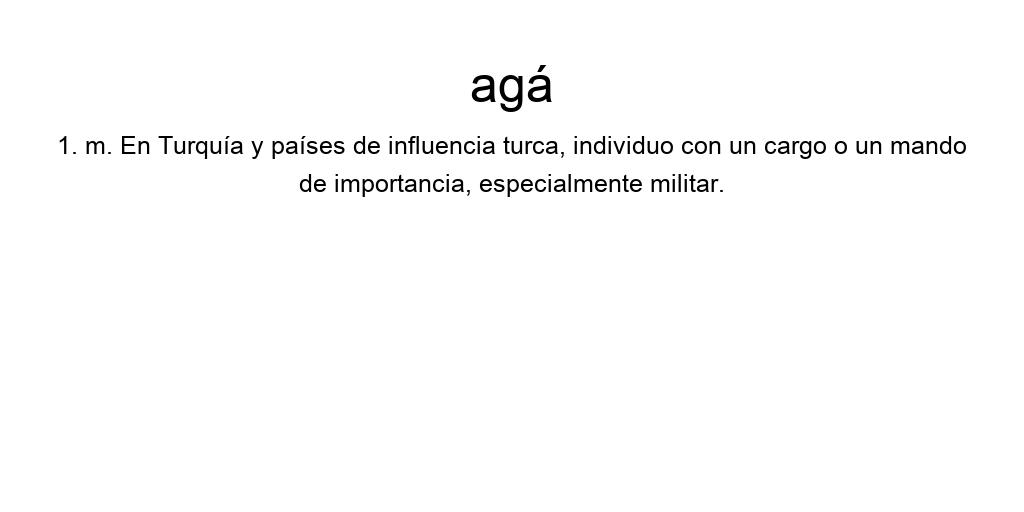 agá
1. m. En Turquía y países de influencia turca, individuo con un cargo o un mando
de importancia, especialmente militar.